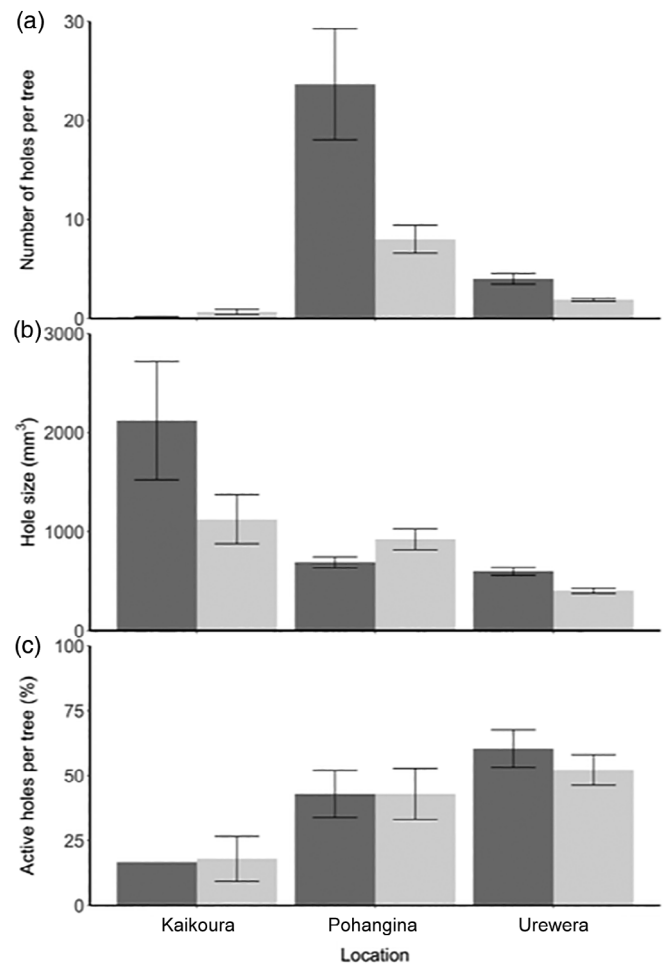 (a)
Number of holes per tree
30
20
10
0
(b)
Hole size (mm³)
3000
2000
1000
0
(c)
Active holes per tree (%)
100
75
50
25
0
Kaikoura Pohangina Urewera
Location